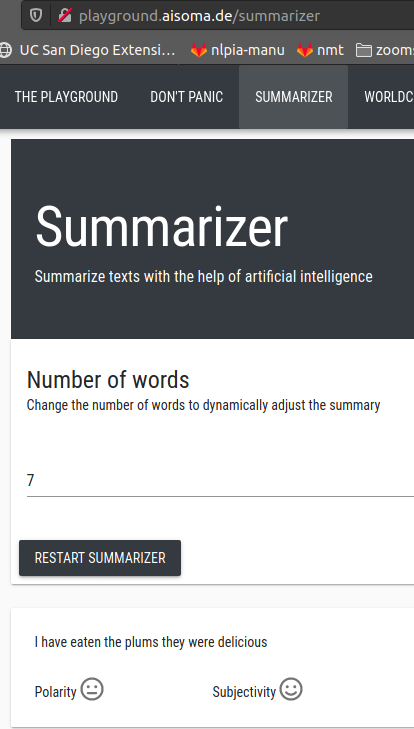 playground.aisoma.de/summarizer
UC San Diego Extensi… nlpia-manu nmt zooms
THE PLAYGROUND DON'T PANIC SUMMARIZER WORLDC
Summarizer
Summarize texts with the help of artificial intelligence
Number of words
Change the number of words to dynamically adjust the summary
7
RESTART SUMMARIZER
I have eaten the plums they were delicious
Polarity Subjectivity